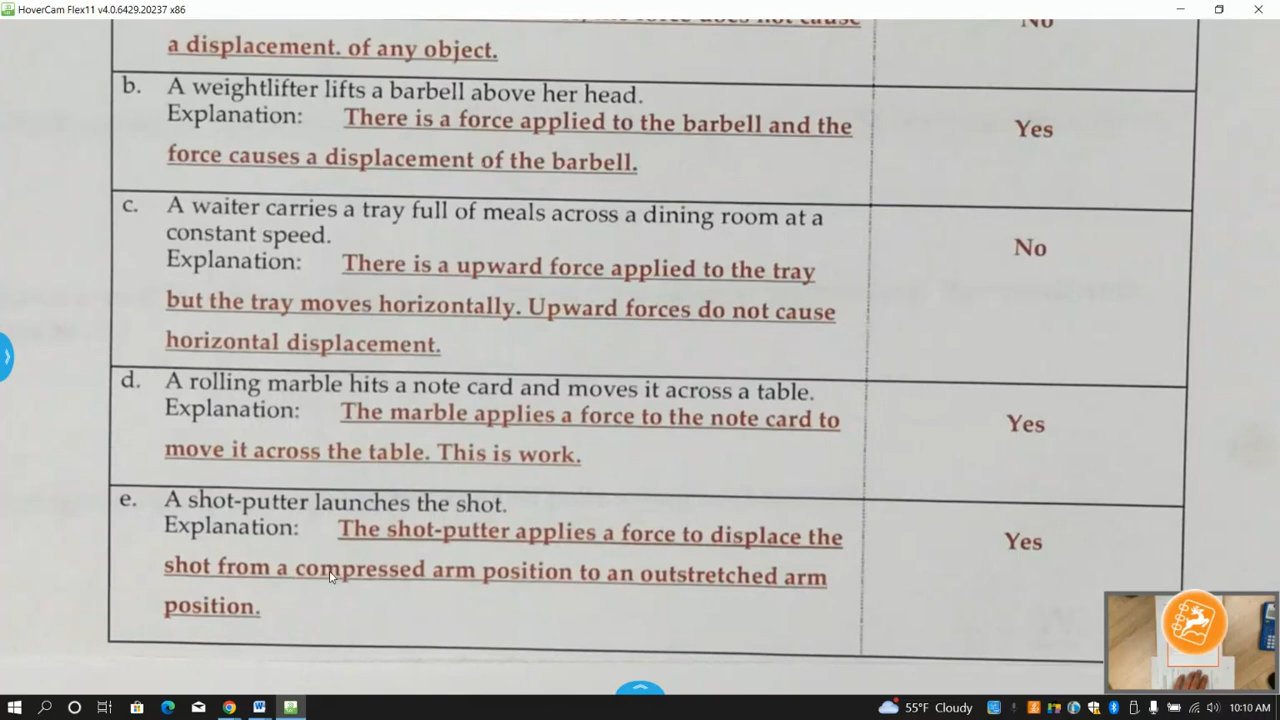 HoverCam Flex11 v4.0.6429.20237 x86
force does not cause
No
a displacement. of any object.
b. A weightlifter lifts a barbell above her head.
Explanation: There is a force applied to the barbell and the
Yes
force causes a displacement of the barbell.
c. A waiter carries a tray full of meals across a dining room at a
constant speed.
No
Explanation: There is a upward force applied to the tray
but the tray moves horizontally. Upward forces do not cause
horizontal displacement.
d. A rolling marble hits a note card and moves it across a table.
Explanation: The marble applies a force to the note card to
Yes
move it across the table. This is work.
e. A shot-putter launches the shot.
Explanation: The shot-putter applies a force to displace the
Yes
shot from a compressed arm position to an outstretched arm
position.
55°F Cloudy
10:10 AM